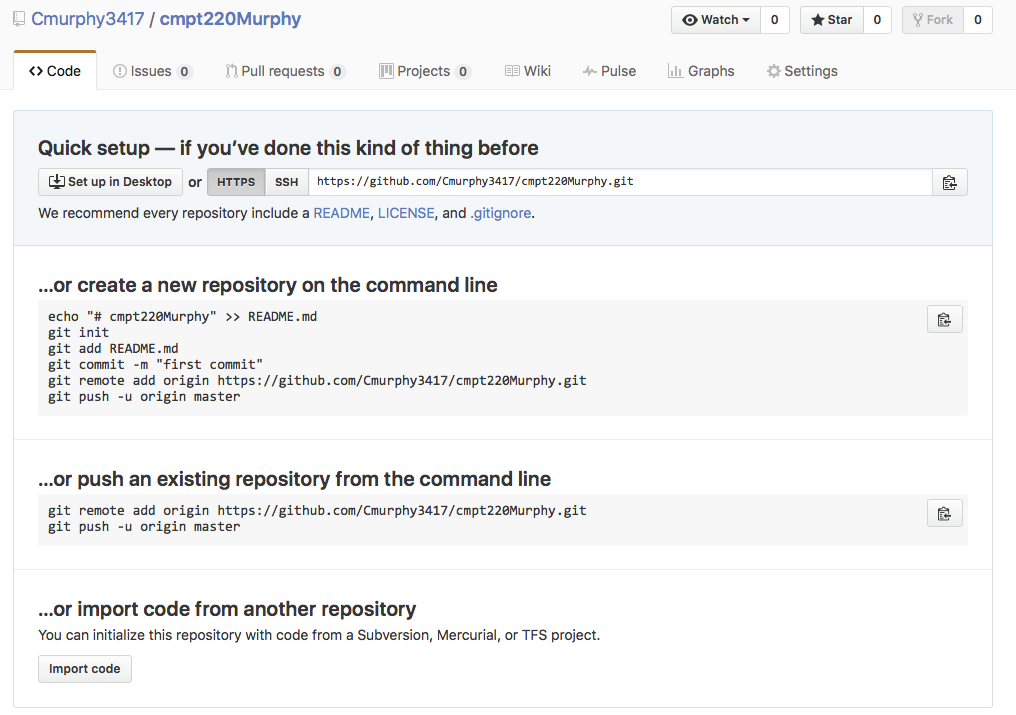 Cmurphy3417 / cmpt220Murphy
Watch 0 Star 0 Fork 0
Code Issues 0 Pull requests 0 Projects 0 Wiki Pulse Graphs Settings
Quick setup — if you’ve done this kind of thing before
Set up in Desktop or HTTPS SSH https://github.com/Cmurphy3417/cmpt220Murphy.git
We recommend every repository include a README, LICENSE, and .gitignore.
…or create a new repository on the command line
echo "# cmpt220Murphy" >> README.md
git init
git add README.md
git commit -m "first commit"
git remote add origin https://github.com/Cmurphy3417/cmpt220Murphy.git
git push -u origin master
…or push an existing repository from the command line
git remote add origin https://github.com/Cmurphy3417/cmpt220Murphy.git
git push -u origin master
…or import code from another repository
You can initialize this repository with code from a Subversion, Mercurial, or TFS project.
Import code